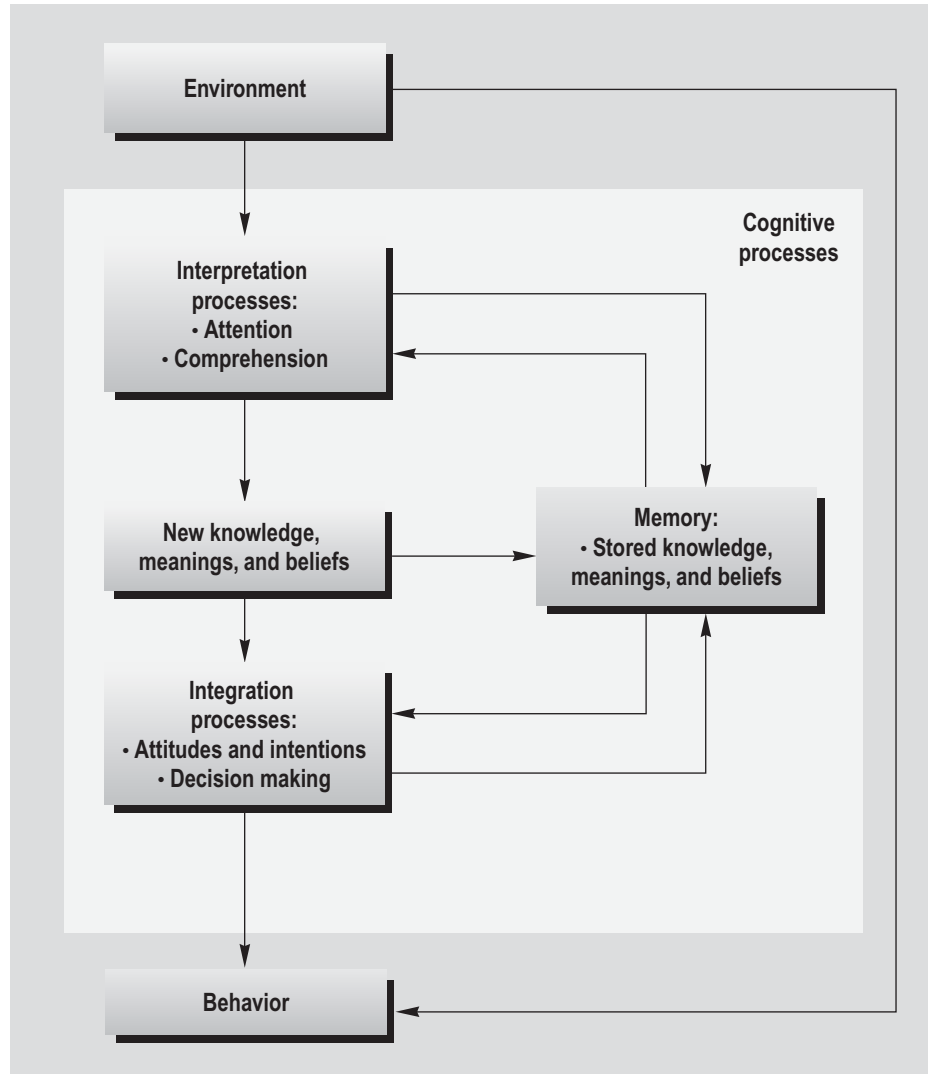 Environment
Cognitive
processes
Interpretation
processes:
• Attention
• Comprehension
New knowledge,
meanings, and beliefs
Memory:
• Stored knowledge,
meanings, and beliefs
Integration
processes:
• Attitudes and intentions
• Decision making
Behavior